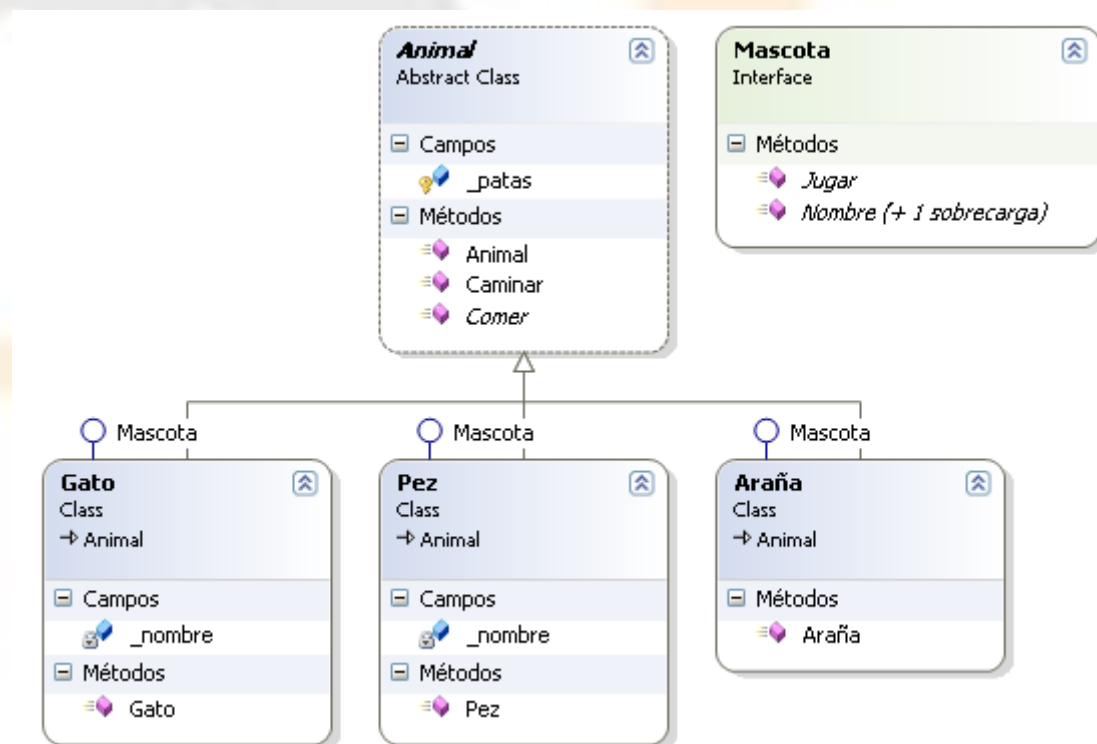 Animal
Abstract Class
Campos
_patas
Métodos
Animal
Caminar
Comer
Mascota
Interface
Métodos
Jugar
Nombre (+ 1 sobrecarga)
Mascota
Gato
Class
Animal
Campos
_nombre
Métodos
Gato
Mascota
Pez
Class
Animal
Campos
_nombre
Métodos
Pez
Mascota
Araña
Class
Animal
Métodos
Araña